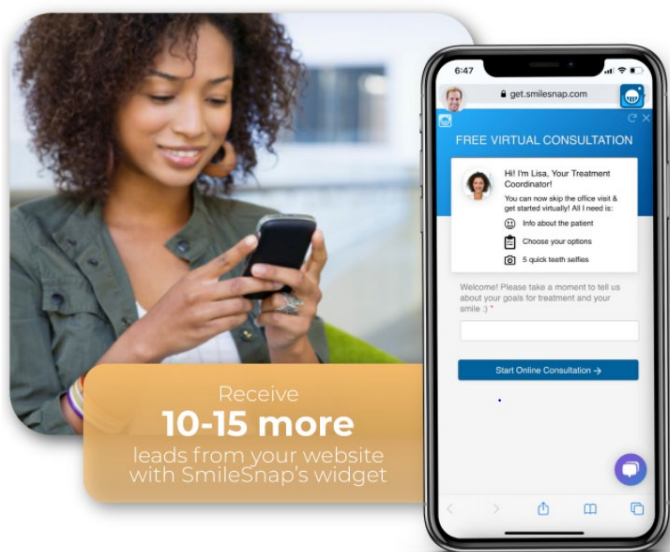 Receive
10-15 more
leads from your website
with SmileSnap's widget
6:47
get.smilesnap.com
FREE VIRTUAL CONSULTATION
Hi! I'm Lisa, Your Treatment
Coordinator!
You can now skip the office visit &
get started virtually! All I need is:
Info about the patient
Choose your options
5 quick teeth selfies
Welcome! Please take a moment to tell us
about your goals for treatment and your
smile :) *
Start Online Consultation →